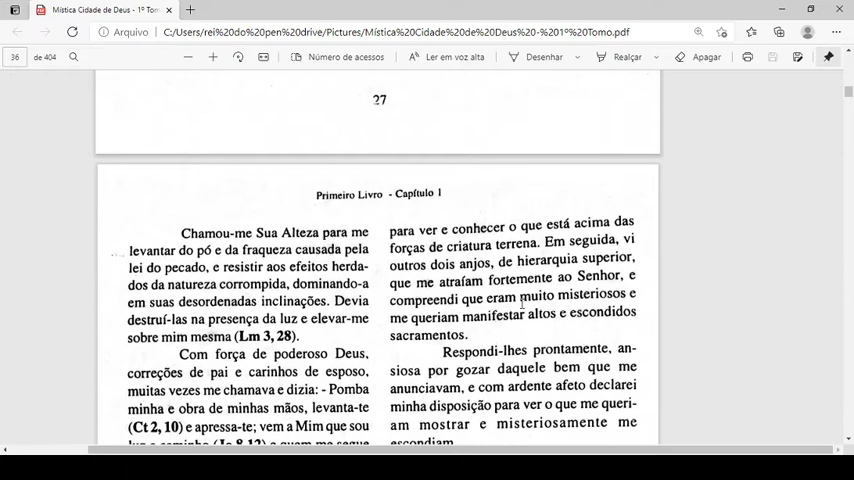 Mística Cidade de Deus - 1º Tom
Arquivo
C:/Users/rei%20do%20pen%20drive/Pictures/Mística%20Cidade%20de%20Deus%20-%201º%20Tomo.pdf
36 de 404
Número de acessos
Ler em voz alta
Desenhar
Realçar
Apagar
27
Primeiro Livro - Capítulo 1
Chamou-me Sua Alteza para me
levantar do pó e da fraqueza causada pela
lei do pecado, e resistir aos efeitos herda-
dos da natureza corrompida, dominando-a
em suas desordenadas inclinações. Devia
destruí-las na presença da luz e elevar-me
sobre mim mesma (Lm 3, 28).
Com força de poderoso Deus,
correções de pai e carinhos de esposo,
muitas vezes me chamava e dizia: - Pomba
minha e obra de minhas mãos, levanta-te
(Ct 2, 10) e apressa-te; vem a Mim que sou
luz e caminho (Jo 8,12) e quem me segue
para ver e conhecer o que está acima das
forças de criatura terrena. Em seguida, vi
outros dois anjos, de hierarquia superior,
que me atraíam fortemente ao Senhor, e
compreendi que eram muito misteriosos e
me queriam manifestar altos e escondidos
sacramentos.
Respondi-lhes prontamente, an-
siosa por gozar daquele bem que me
anunciavam, e com ardente afeto declarei
minha disposição para ver o que me queri-
am mostrar e misteriosamente me
escondiam.